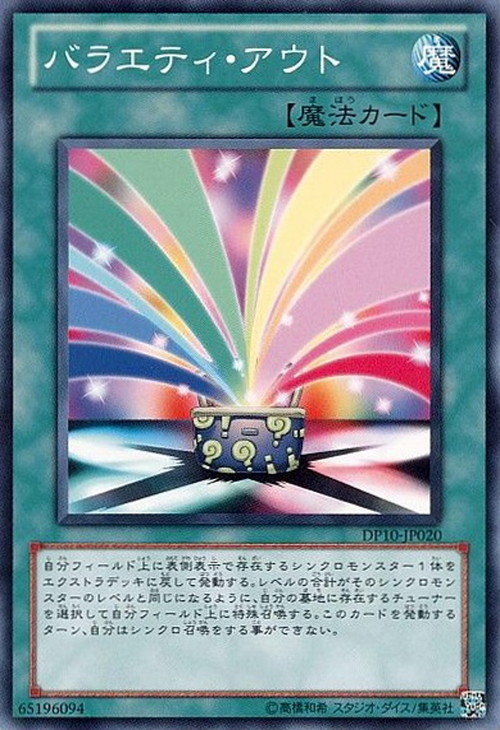 バラエティ・アウト
魔
【魔法カード】
DP10-JP020
自分フィールド上に表側表示で存在するシンクロモンスター1体を
エクストラデッキに戻して発動する。レベルの合計がそのシンクロモン
スターのレベルと同じになるように、自分の墓地に存在するチューナー
を選択して自分フィールド上に特殊召喚する。このカードを発動する
ターン、自分はシンクロ召喚をする事ができない。
65196094
©高橋和希 スタジオ・ダイス/集英社